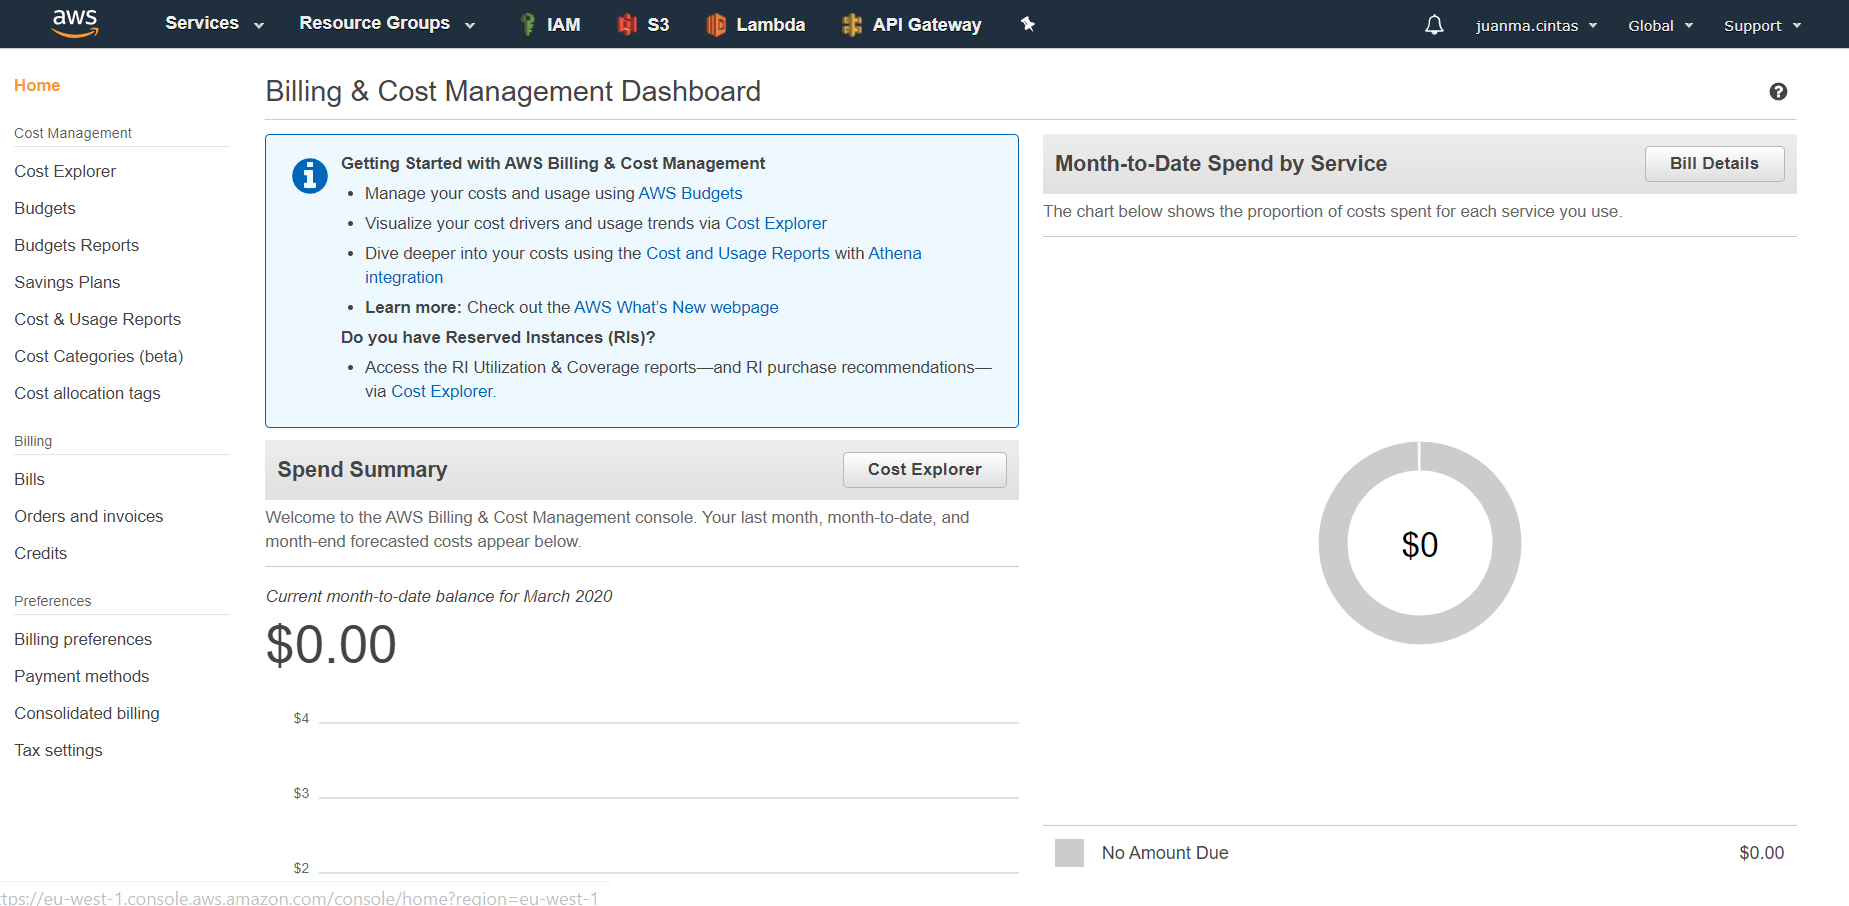 aws Services Resource Groups IAM S3 Lambda API Gateway juanma.cintas Global Support
Home
Cost Management
Cost Explorer
Budgets
Budgets Reports
Savings Plans
Cost & Usage Reports
Cost Categories (beta)
Cost allocation tags
Billing
Bills
Orders and invoices
Credits
Preferences
Billing preferences
Payment methods
Consolidated billing
Tax settings
Billing & Cost Management Dashboard
?
Getting Started with AWS Billing & Cost Management
• Manage your costs and usage using AWS Budgets
• Visualize your cost drivers and usage trends via Cost Explorer
• Dive deeper into your costs using the Cost and Usage Reports with Athena
integration
• Learn more: Check out the AWS What's New webpage
Do you have Reserved Instances (RIs)?
• Access the RI Utilization & Coverage reports—and RI purchase recommendations—
via Cost Explorer.
Spend Summary Cost Explorer
Welcome to the AWS Billing & Cost Management console. Your last month, month-to-date, and
month-end forecasted costs appear below.
Current month-to-date balance for March 2020
$0.00
$4
$3
$2
Month-to-Date Spend by Service Bill Details
The chart below shows the proportion of costs spent for each service you use.
$0
No Amount Due $0.00
tps://eu-west-1.console.aws.amazon.com/console/home?region=eu-west-1